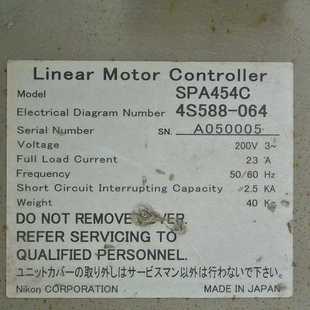 Linear Motor Controller
Model SPA454C
Electrical Diagram Number 4S588-064
Serial Number SN. A050005
Voltage 200V 3~
Full Load Current 23 A
Frequency 50/60 Hz
Short Circuit Interrupting Capacity 2.5 KA
Weight 40 Kg
DO NOT REMOVE COVER.
REFER SERVICING TO
QUALIFIED PERSONNEL.
ユニットカバーの取り外しはサービスマン以外は行わないで下さい。
Nikon CORPORATION MADE IN JAPAN